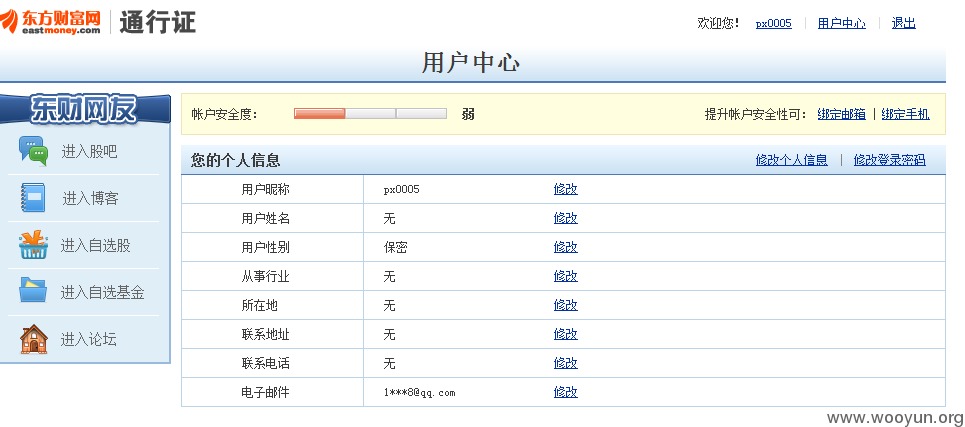 东方财富网 eastmoney.com 通行证 欢迎您! px0005 用户中心 退出
用户中心
东财网友
进入股吧
进入博客
进入自选股
进入自选基金
进入论坛
帐户安全度: 弱 提升帐户安全性可: 绑定邮箱 | 绑定手机
您的个人信息 修改个人信息 | 修改登录密码
用户昵称 px0005 修改
用户姓名 无 修改
用户性别 保密 修改
从事行业 无 修改
所在地 无 修改
联系地址 无 修改
联系电话 无 修改
电子邮件 1***8@qq.com 修改
www.wooyun.org